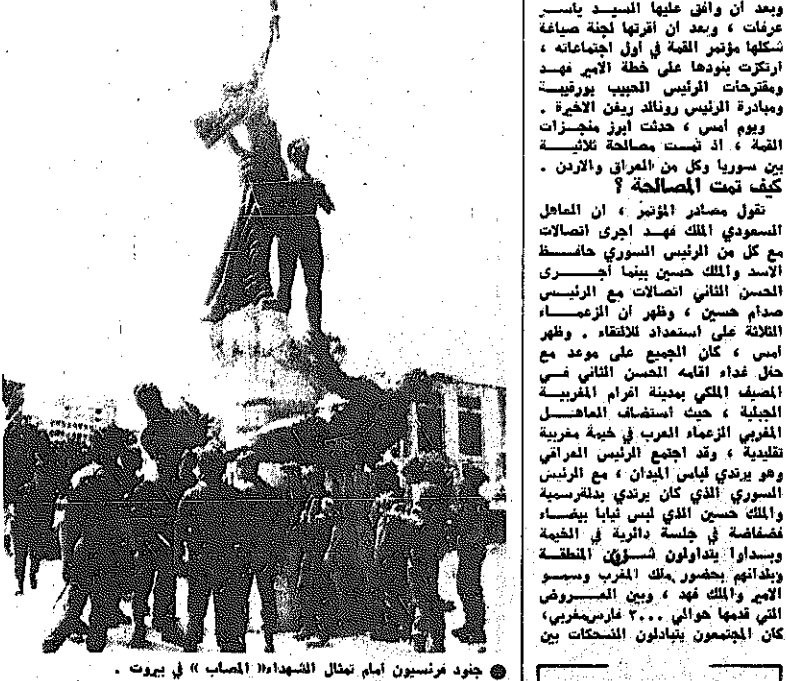 وبعد ان وافق عليها السيد ياسر
عرفات ، وبعد ان أقرتها لجنة صياغة
شكلها مؤتمر القمة في أول اجتماعاته ،
ارتكزت بنودها على خطة الامير فهد
ومقترحات الرئيس الحبيب بورقيبة
ومبادرة الرئيس رونالد ريغن الاخيرة .
ويوم أمس ، حدثت ابرز منجزات
القمة ، اذ تمت مصالحة ثلاثية
بين سوريا وكل من العراق والاردن .
كيف تمت المصالحة ؟
تقول مصادر المؤتمر ، ان العاهل
السعودي الملك فهد اجرى اتصالات
مع كل من الرئيس السوري حافظ
الاسد والملك حسين بينما أجرى
الحسن الثاني اتصالات مع الرئيس
صدام حسين ، وظهر أن الزعماء
الثلاثة على استعداد للالتقاء . وظهر
أمس ، كان الجميع على موعد مع
حفل غداء اقامه الحسن الثاني في
المصيف الملكي بمدينة افرام المغربية
الجبلية ، حيث استضاف العاهل
المغربي الزعماء العرب في خيمة مغربية
تقليدية ، وقد اجتمع الرئيس العراقي
وهو يرتدي لباس الميدان ، مع الرئيس
السوري الذي كان يرتدي بدلة رسمية
والملك حسين الذي لبس ثيابا بيضاء
فضفاضة في جلسة دائرية في الخيمة
وبداوا يتداولون شؤون المنطقة
وبلدانهم بحضور ملك المغرب وسمو
الامير والملك فهد ، وبين العروض
التي قدمها حوالي ٢٠٠٠ فارس مغربي،
كان المجتمعون يتبادلون الضحكات بين
● جنود فرنسيون أمام تمثال الشهداء« المصاب » في بيروت .